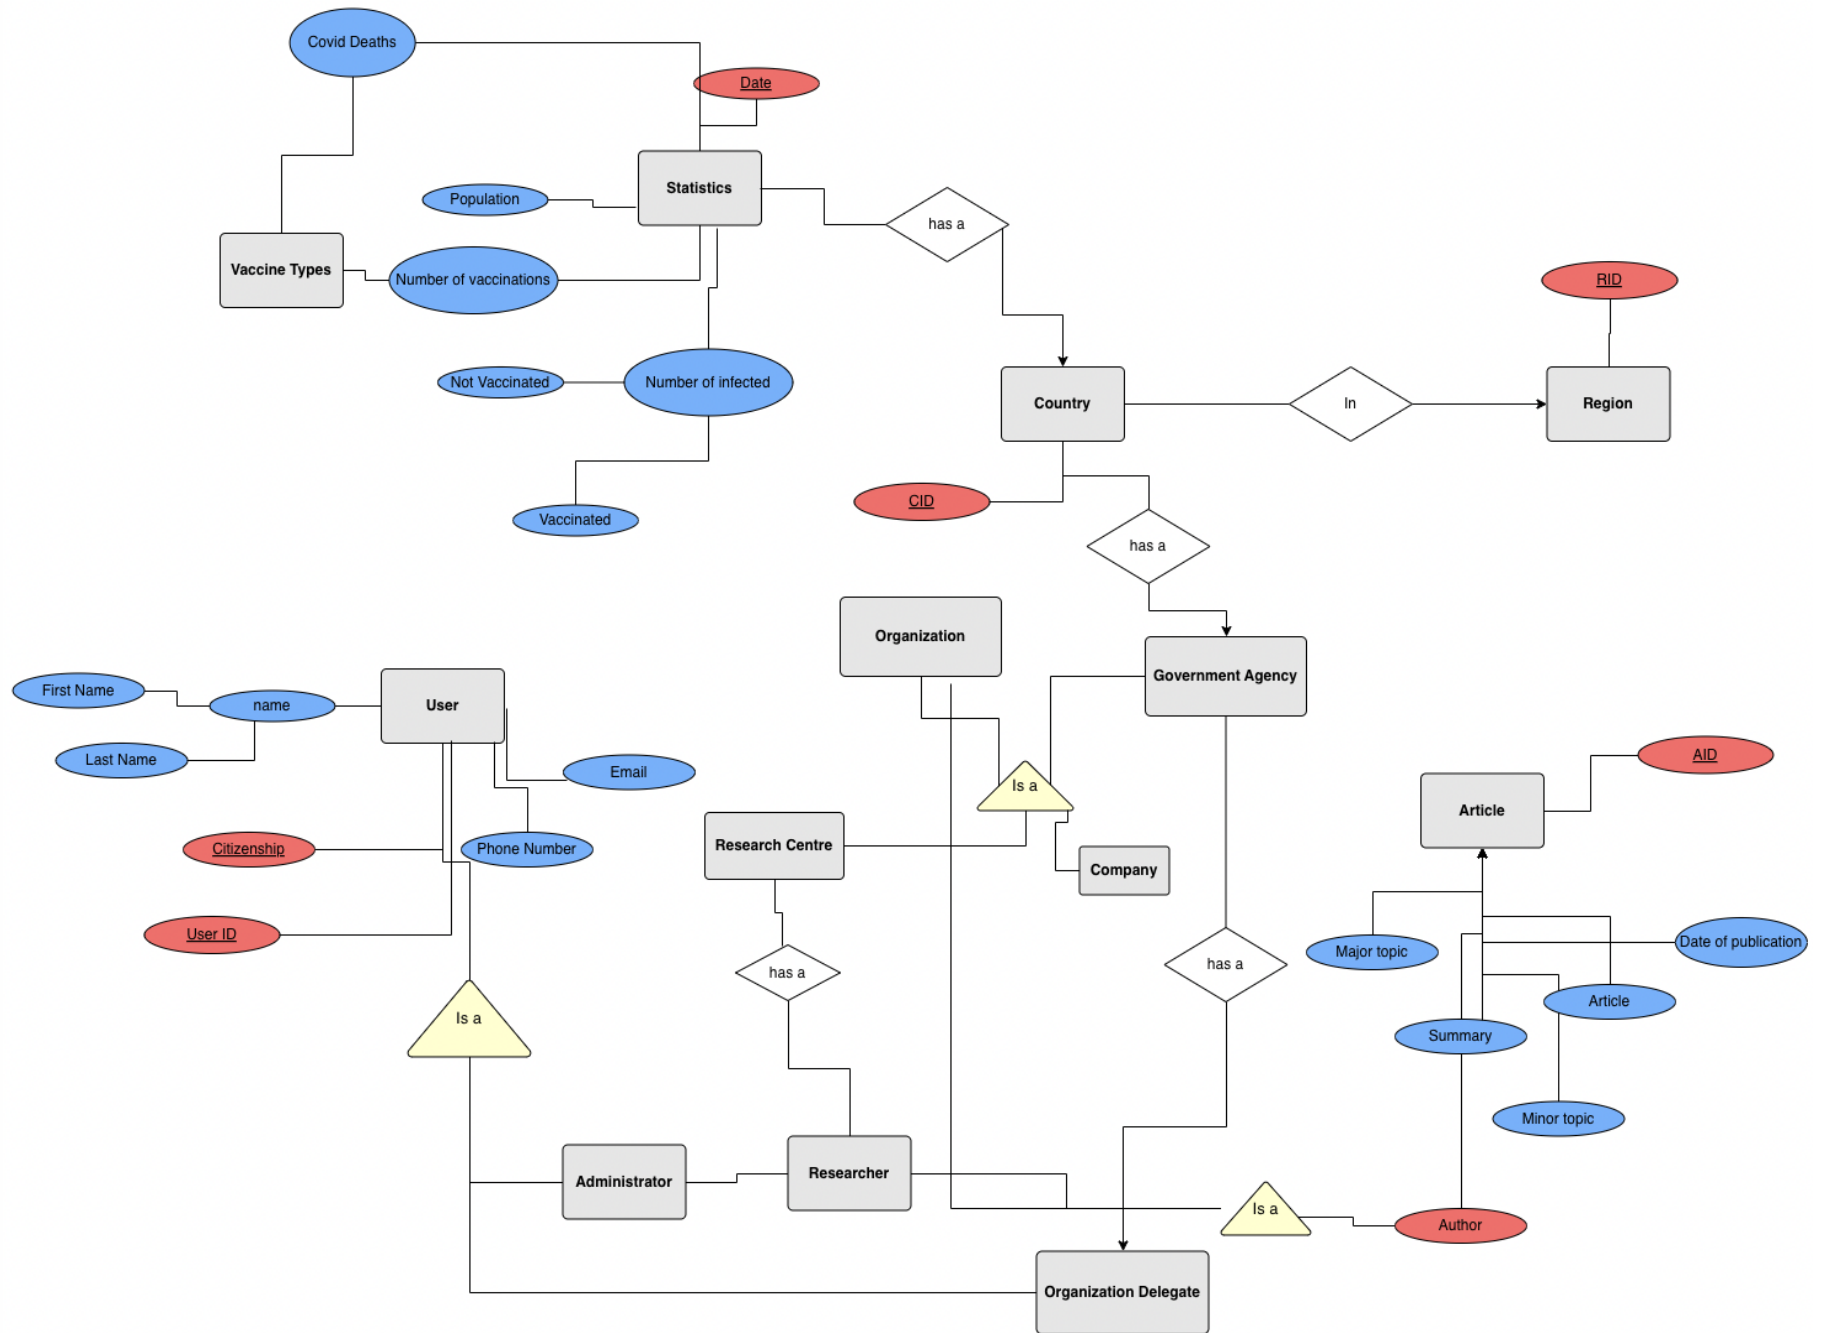 Covid Deaths
Date
Statistics
Population
has a
Vaccine Types
Number of vaccinations
RID
Not Vaccinated
Number of infected
Country
In
Region
CID
Vaccinated
has a
Organization
Government Agency
First Name
name
User
Last Name
Email
Is a
AID
Article
Citizenship
Phone Number
Research Centre
Company
User ID
Major topic
Date of publication
has a
has a
Article
Is a
Summary
Minor topic
Administrator
Researcher
Is a
Author
Organization Delegate